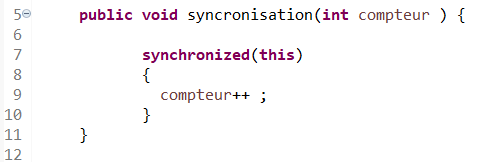 5 public void syncronisation(int compteur ) {
6
7 synchronized(this)
8 {
9 compteur++ ;
10 }
11 }
12